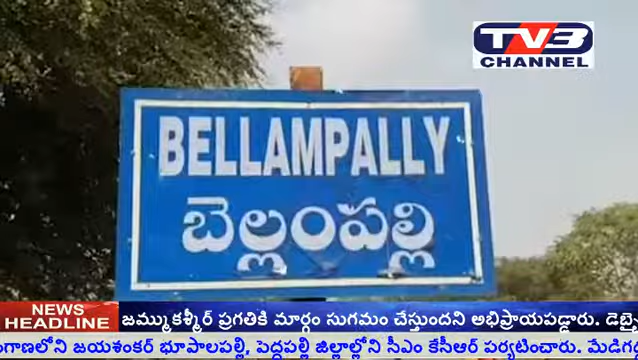 TV3
CHANNEL
BELLAMPALLY
బెల్లంపల్లి
NEWS
HEADLINE
జమ్ముకశ్మీర్ ప్రగతికి మార్గం సుగమం చేస్తుందని అభిప్రాయపడ్డారు.
జయశంకర్ భూపాలపల్లి, పెద్దపల్లి జిల్లాల్లోని సీఎం కేసీఆర్ పర్యటించారు.